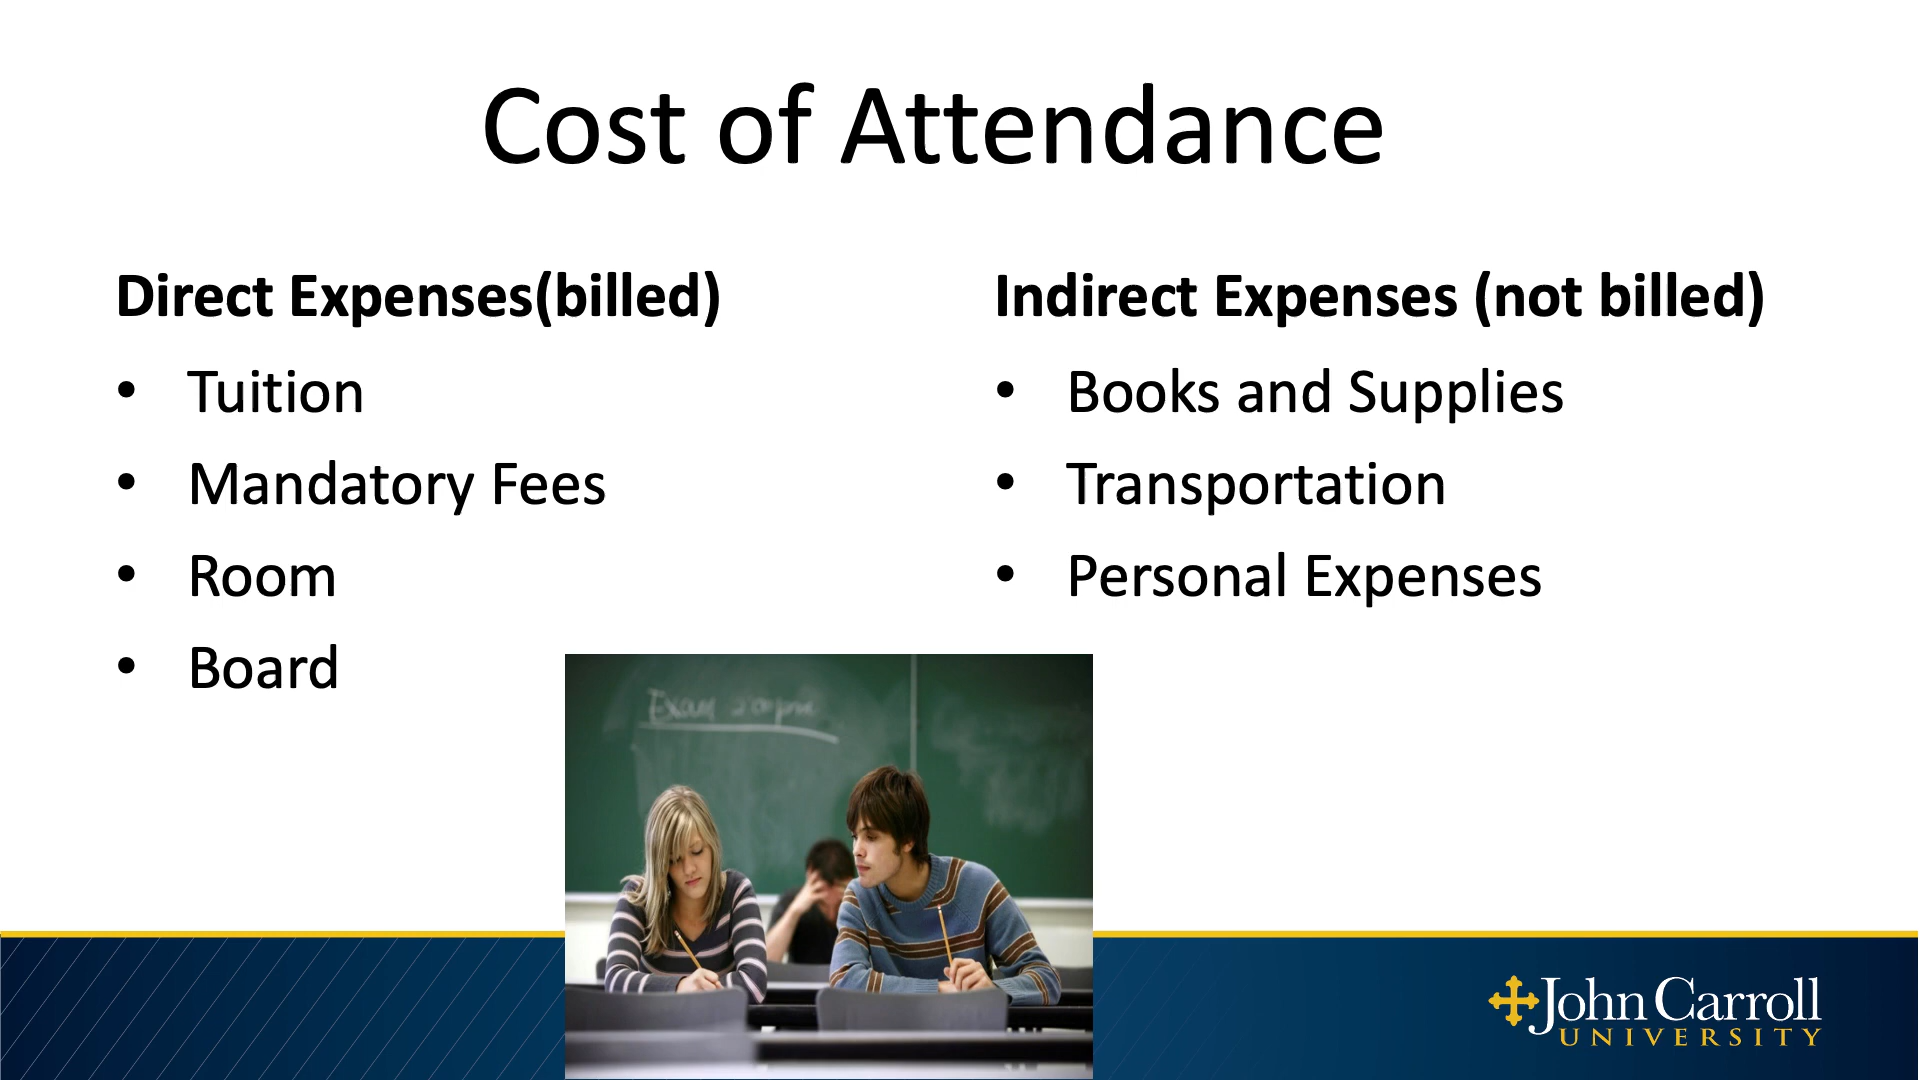 Cost of Attendance
Direct Expenses(billed)
• Tuition
• Mandatory Fees
• Room
• Board
Indirect Expenses (not billed)
• Books and Supplies
• Transportation
• Personal Expenses
Exam
John Carroll
UNIVERSITY